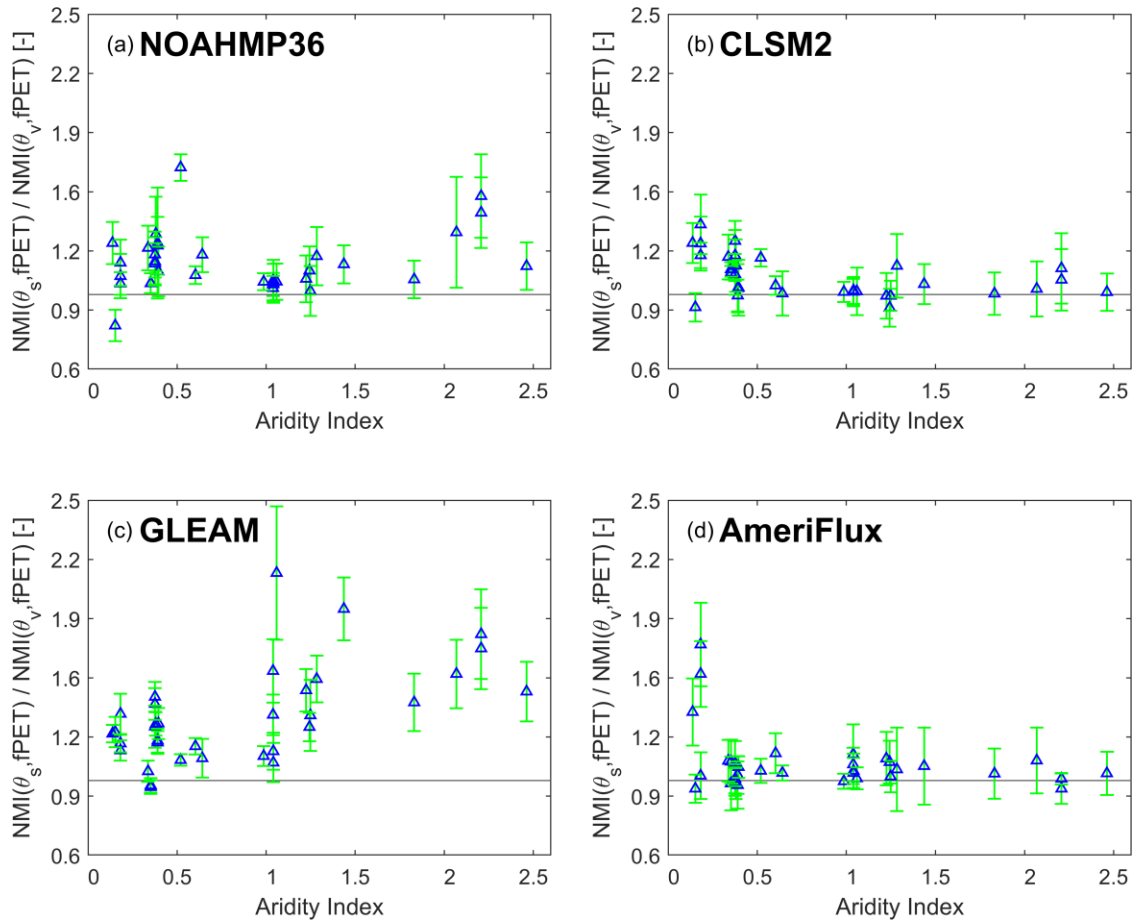 (a) NOAHMP36
NMI(θs,fPET) / NMI(θv,fPET) [-]
2.5
2.2
1.9
1.6
1.2
0.9
0.6
0 0.5 1 1.5 2 2.5
Aridity Index
(b) CLSM2
NMI(θs,fPET) / NMI(θv,fPET) [-]
2.5
2.2
1.9
1.6
1.2
0.9
0.6
0 0.5 1 1.5 2 2.5
Aridity Index
(c) GLEAM
NMI(θs,fPET) / NMI(θv,fPET) [-]
2.5
2.2
1.9
1.6
1.2
0.9
0.6
0 0.5 1 1.5 2 2.5
Aridity Index
(d) AmeriFlux
NMI(θs,fPET) / NMI(θv,fPET) [-]
2.5
2.2
1.9
1.6
1.2
0.9
0.6
0 0.5 1 1.5 2 2.5
Aridity Index